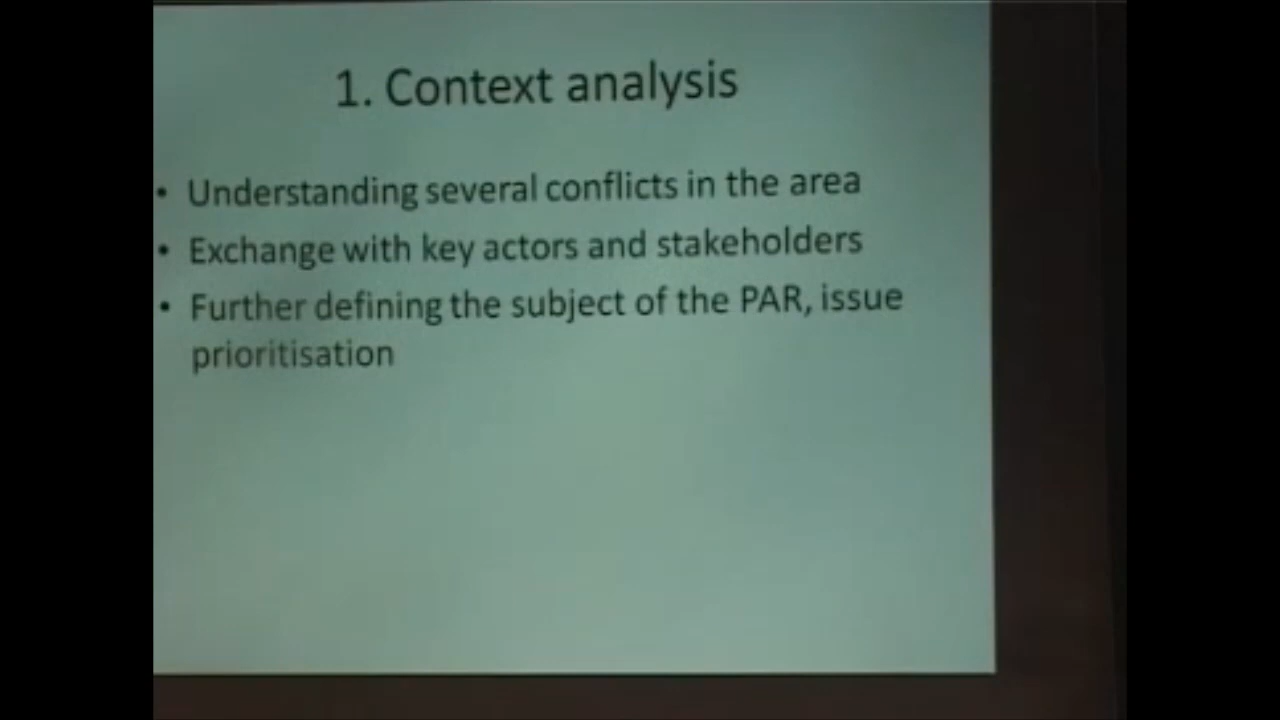 1. Context analysis
• Understanding several conflicts in the area
• Exchange with key actors and stakeholders
• Further defining the subject of the PAR, issue
prioritisation